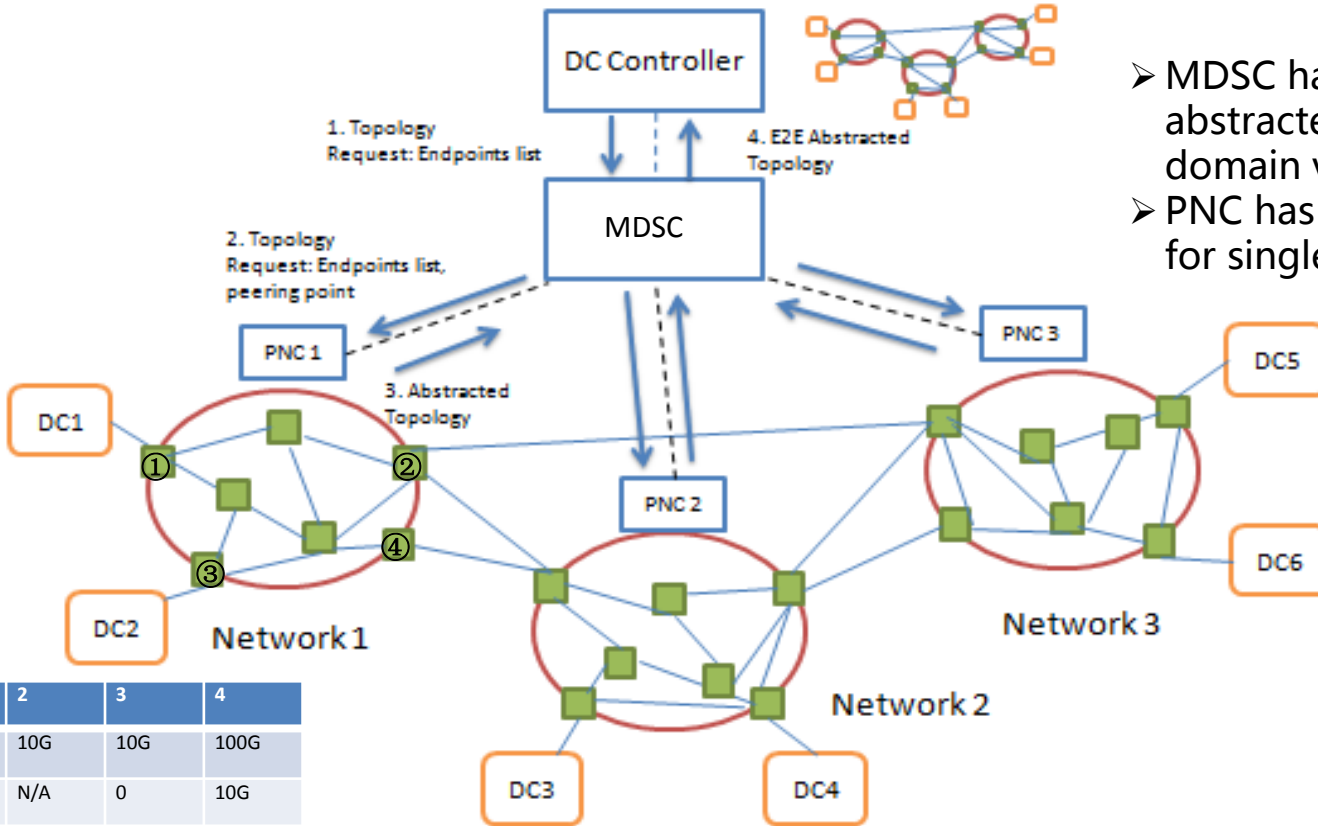 DC Controller
1. Topology
Request: Endpoints list
4. E2E Abstracted
Topology
MDSC
2. Topology
Request: Endpoints list,
peering point
PNC 1
PNC 3
3. Abstracted
Topology
PNC 2
➢ MDSC
➢ PNC has
for
DC1
DC5
①
②
③
④
DC2
Network 1
DC6
Network 3
Network 2
DC3
DC4
2 3 4
10G 10G 100G
N/A 0 10G
domain